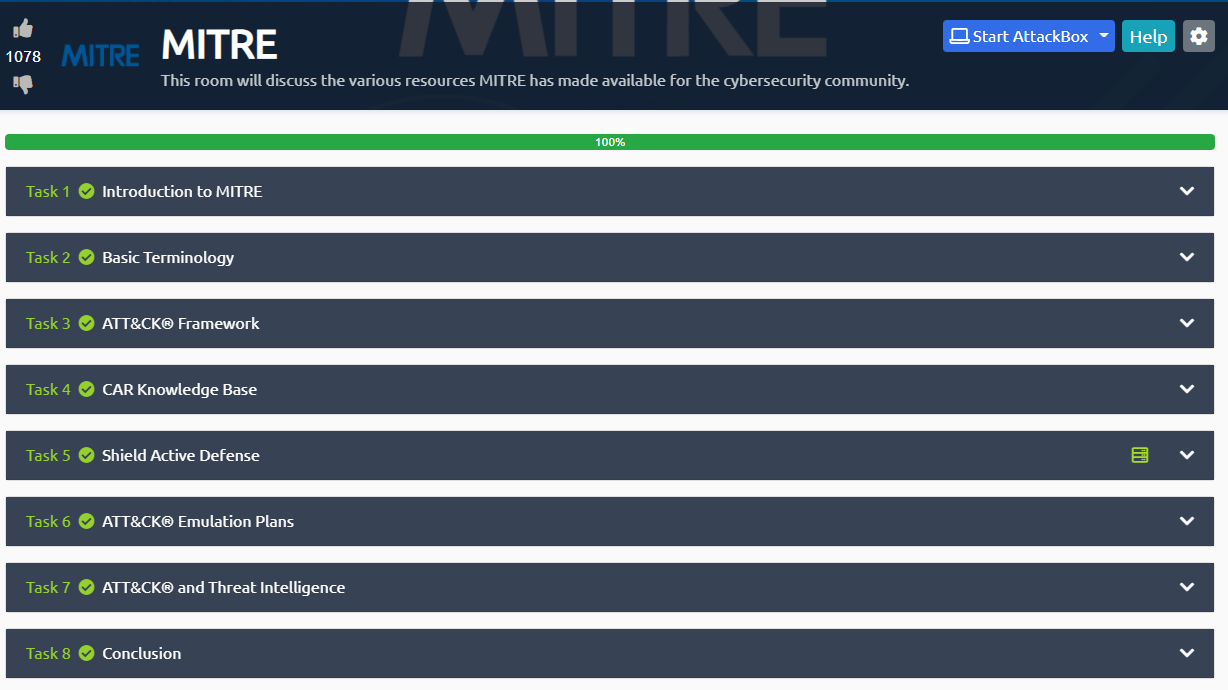 MITRE
1078
MITRE
MITRE
Start AttackBox
Help
This room will discuss the various resources MITRE has made available for the cybersecurity community.
100%
Task 1 Introduction to MITRE
Task 2 Basic Terminology
Task 3 ATT&CK® Framework
Task 4 CAR Knowledge Base
Task 5 Shield Active Defense
Task 6 ATT&CK® Emulation Plans
Task 7 ATT&CK® and Threat Intelligence
Task 8 Conclusion